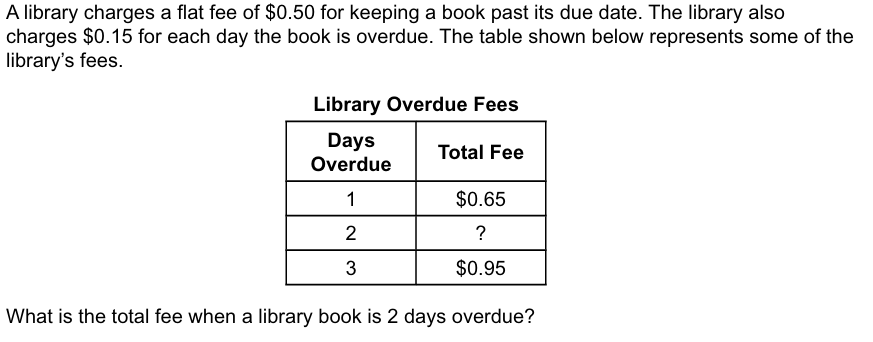 A library charges a flat fee of $0.50 for keeping a book past its due date. The library also
charges $0.15 for each day the book is overdue. The table shown below represents some of the
library’s fees.
Library Overdue Fees
Days
Overdue
Total Fee
1 $0.65
2 ?
3 $0.95
What is the total fee when a library book is 2 days overdue?